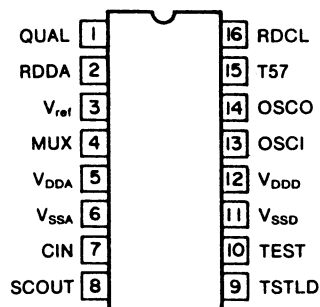 QUAL 1 16 RDCL
RDDA 2 15 T57
Vref 3 14 OSCO
MUX 4 13 OSCI
VDDA 5 12 VDDD
VSSA 6 11 VSSD
CIN 7 10 TEST
SCOUT 8 9 TSTLD